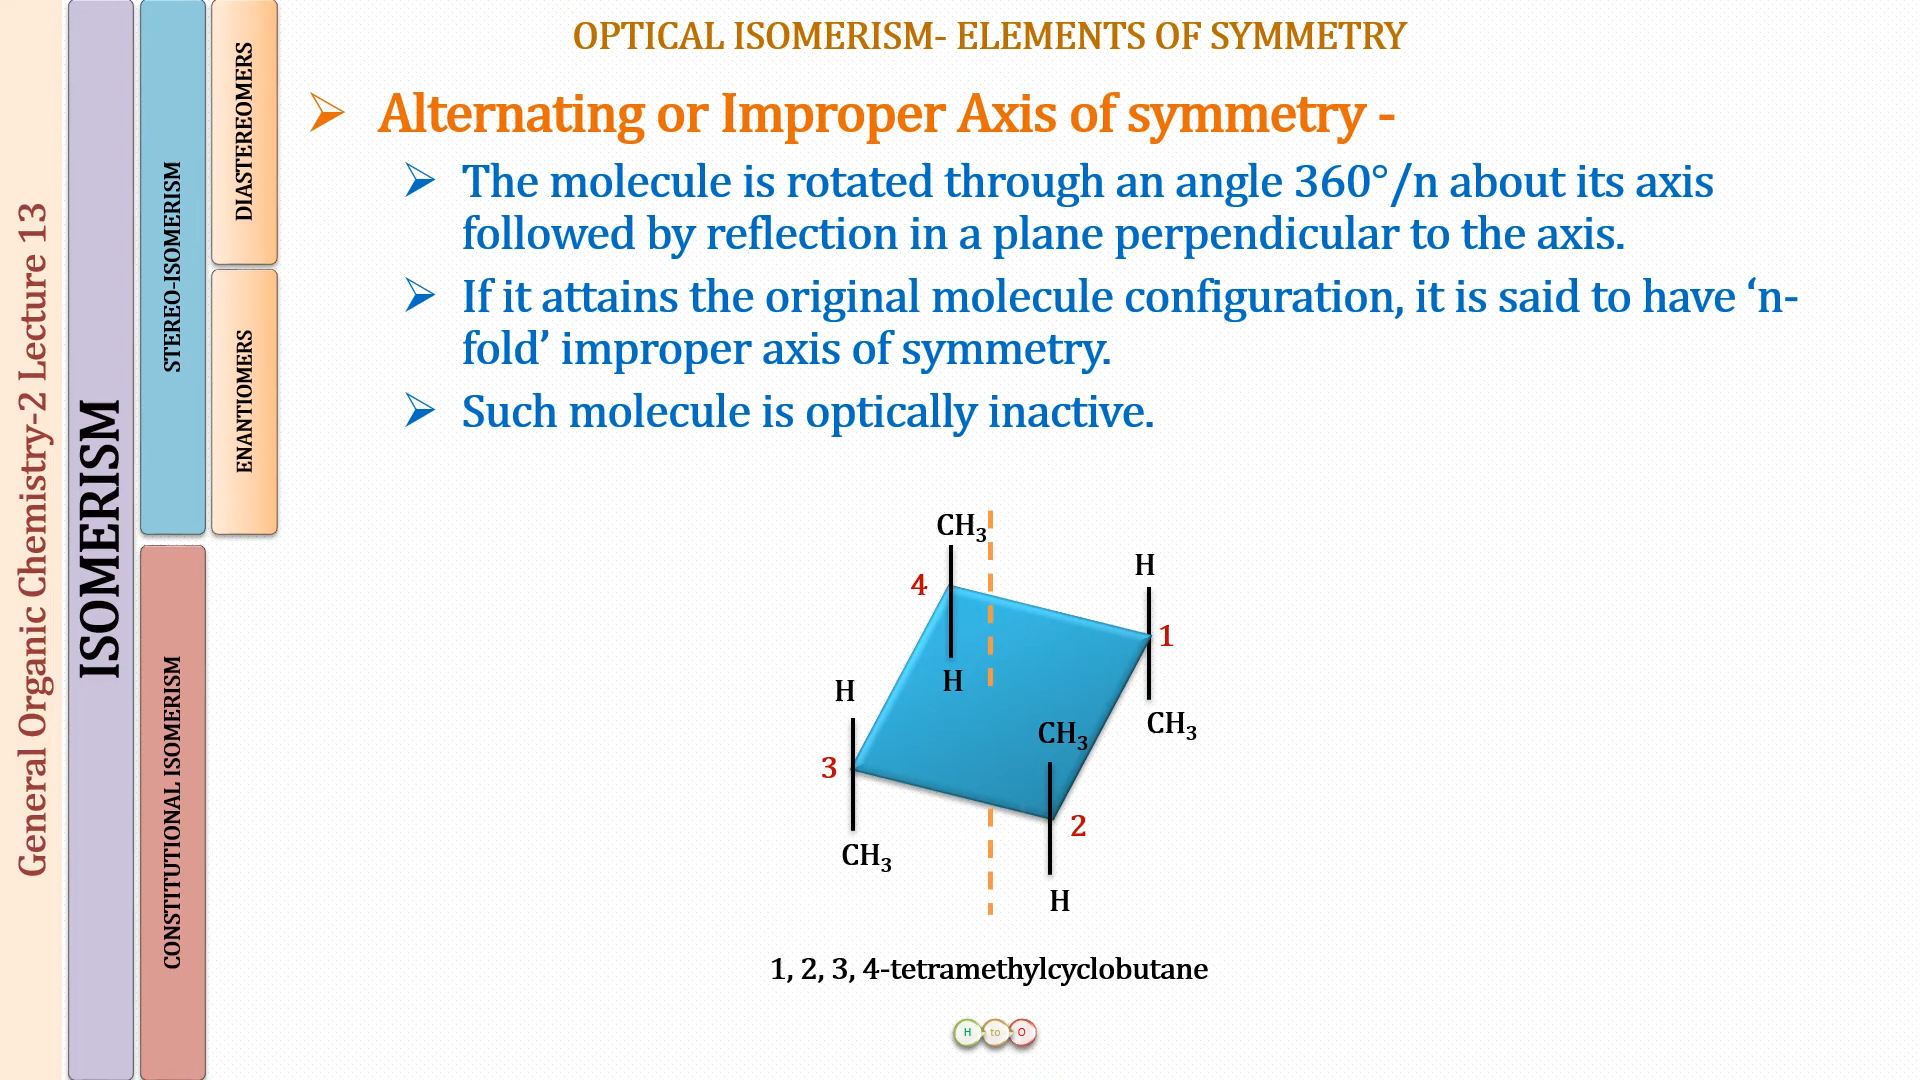 General Organic Chemistry-2 Lecture 13
ISOMERISM
STEREO-ISOMERISM
CONSTITUTIONAL ISOMERISM
DIASTEREOMERS
ENANTIOMERS
OPTICAL ISOMERISM- ELEMENTS OF SYMMETRY
Alternating or Improper Axis of symmetry -
The molecule is rotated through an angle 360°/n about its axis
followed by reflection in a plane perpendicular to the axis.
If it attains the original molecule configuration, it is said to have ‘n-
fold’ improper axis of symmetry.
Such molecule is optically inactive.
CH₃
H
4
1
H
H
CH₃
CH₃
3
2
CH₃
H
1, 2, 3, 4-tetramethylcyclobutane
H to O